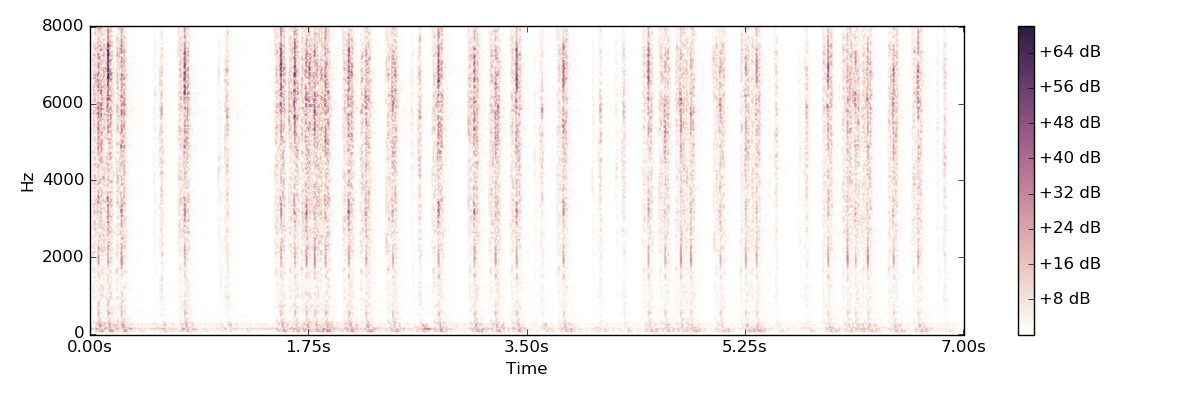 8000
6000
4000
2000
0
Hz
0.00s
1.75s
3.50s
5.25s
7.00s
Time
+64 dB
+56 dB
+48 dB
+40 dB
+32 dB
+24 dB
+16 dB
+8 dB